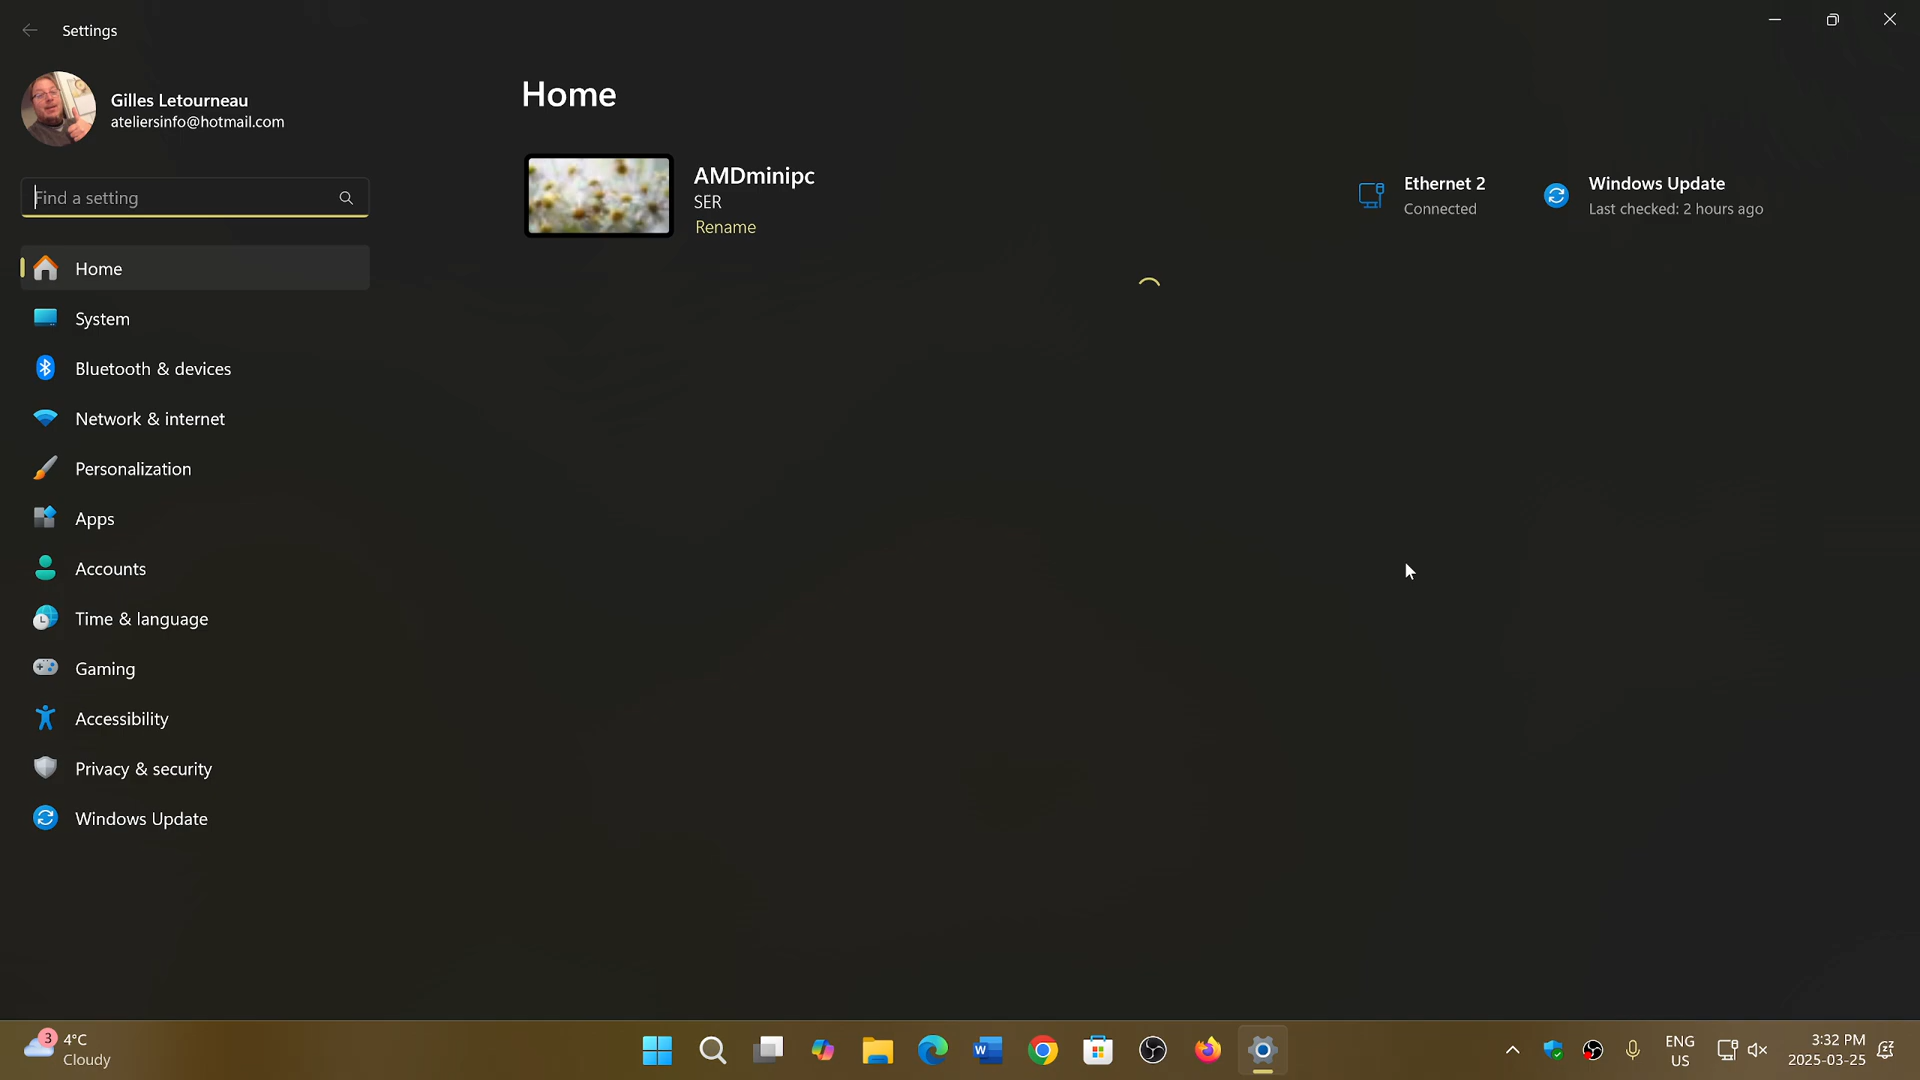 Settings
Gilles Letourneau
ateliersinfo@hotmail.com
Find a setting
Home
System
Bluetooth & devices
Network & internet
Personalization
Apps
Accounts
Time & language
Gaming
Accessibility
Privacy & security
Windows Update
Home
AMDminipc
SER
Rename
Ethernet 2
Connected
Windows Update
Last checked: 2 hours ago
3
4°C
Cloudy
W
ENG
US
3:32 PM
2025-03-25